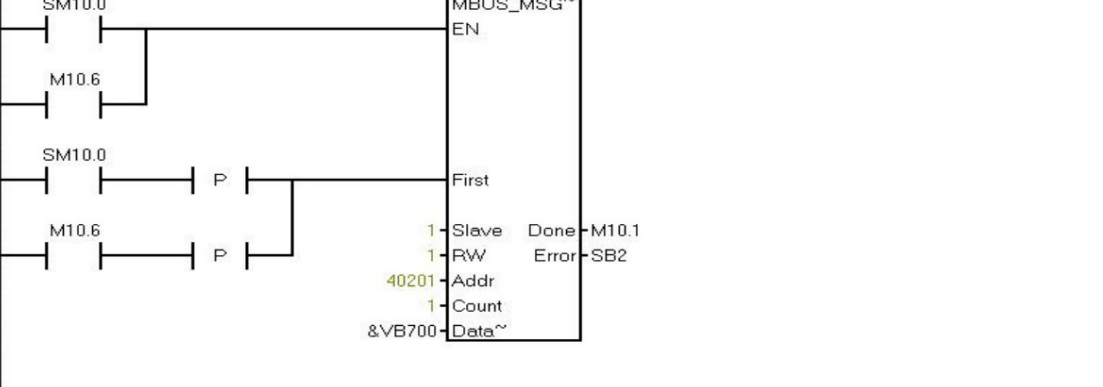 SM10.0
MBUS_MSG~
EN
M10.6
SM10.0
P
First
M10.6
P
1 Slave Done M10.1
1 RW Error SB2
40201 Addr
1 Count
&VB700 Data~